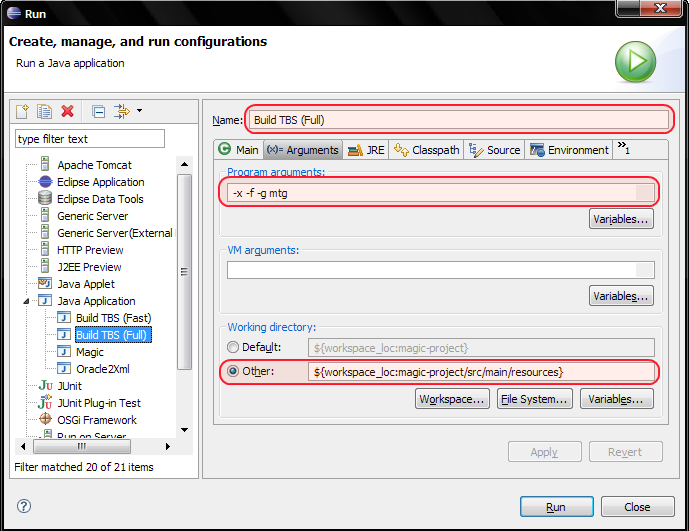 Run
Create, manage, and run configurations
Run a Java application
type filter text
Apache Tomcat
Eclipse Application
Eclipse Data Tools
Generic Server
Generic Server(External
HTTP Preview
J2EE Preview
Java Applet
Java Application
Build TBS (Fast)
Build TBS (Full)
Magic
Oracle2Xml
JUnit
JUnit Plug-in Test
OSGi Framework
Run on Server
Filter matched 20 of 21 items
Name: Build TBS (Full)
Main (x)= Arguments JRE Classpath Source Environment »1
Program arguments:
-x -f -g mtg
Variables...
VM arguments:
Variables...
Working directory:
Default: ${workspace_loc:magic-project}
Other: ${workspace_loc:magic-project/src/main/resources}
Workspace... File System... Variables...
Apply Revert
? Run Close